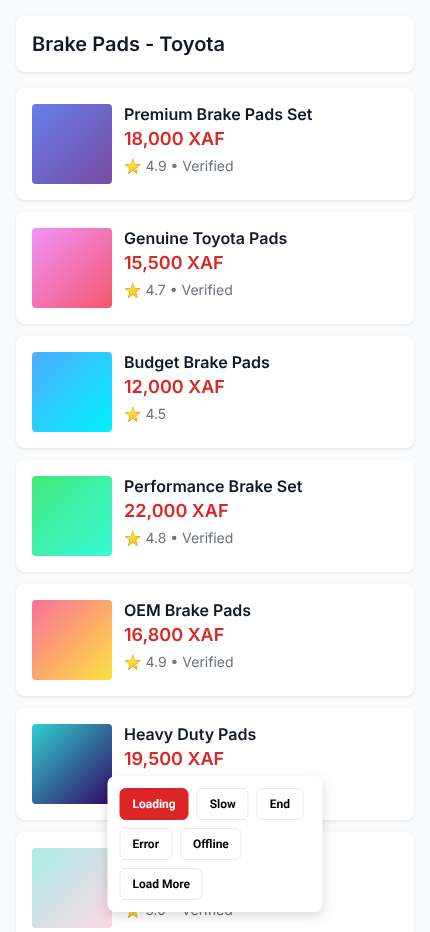 Brake Pads - Toyota
Premium Brake Pads Set
18,000 XAF
⭐ 4.9 • Verified
Genuine Toyota Pads
15,500 XAF
⭐ 4.7 • Verified
Budget Brake Pads
12,000 XAF
⭐ 4.5
Performance Brake Set
22,000 XAF
⭐ 4.8 • Verified
OEM Brake Pads
16,800 XAF
⭐ 4.9 • Verified
Heavy Duty Pads
19,500 XAF
Loading Slow End
Error Offline
Load More